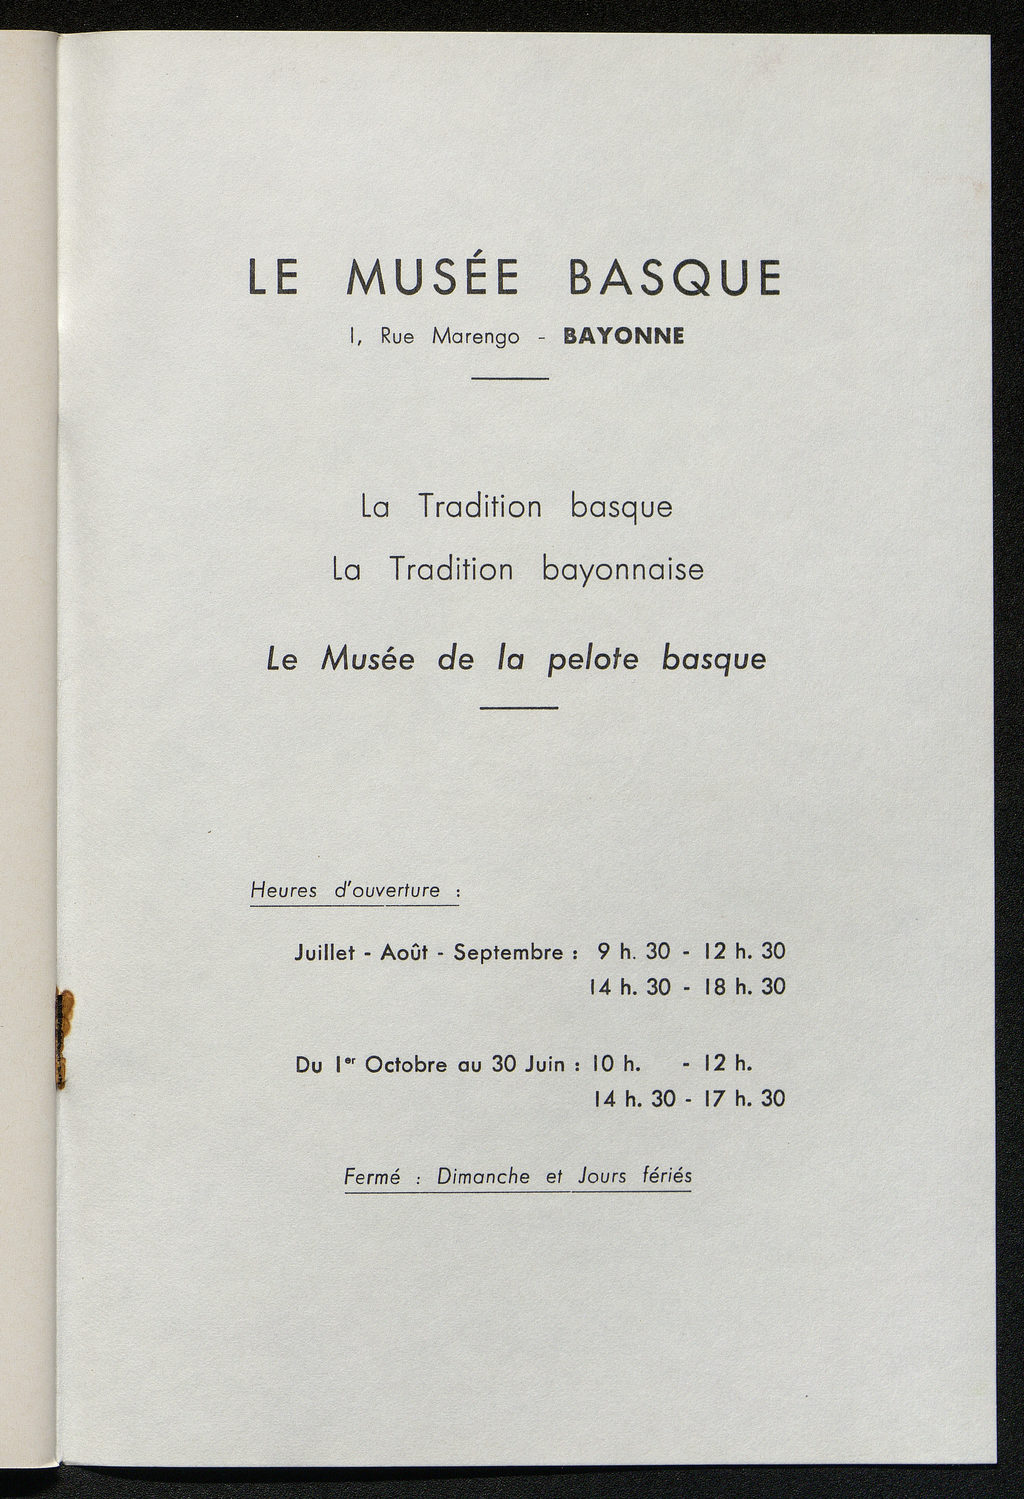 LE MUSÉE BASQUE
1, Rue Marengo - BAYONNE
La Tradition basque
La Tradition bayonnaise
Le Musée de la pelote basque
Heures d'ouverture :
Juillet - Août - Septembre : 9 h. 30 - 12 h. 30
14 h. 30 - 18 h. 30
Du 1er Octobre au 30 Juin : 10 h. - 12 h.
14 h. 30 - 17 h. 30
Fermé : Dimanche et Jours fériés